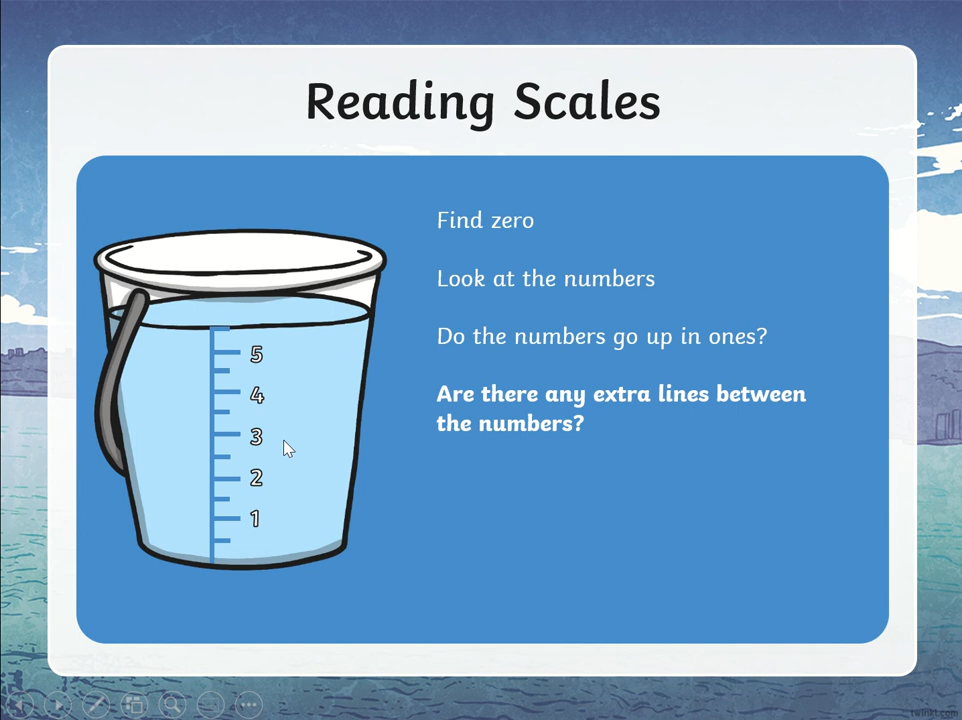 Reading Scales
Find zero
Look at the numbers
Do the numbers go up in ones?
Are there any extra lines between
the numbers?
5
4
3
2
1
twinkl.com